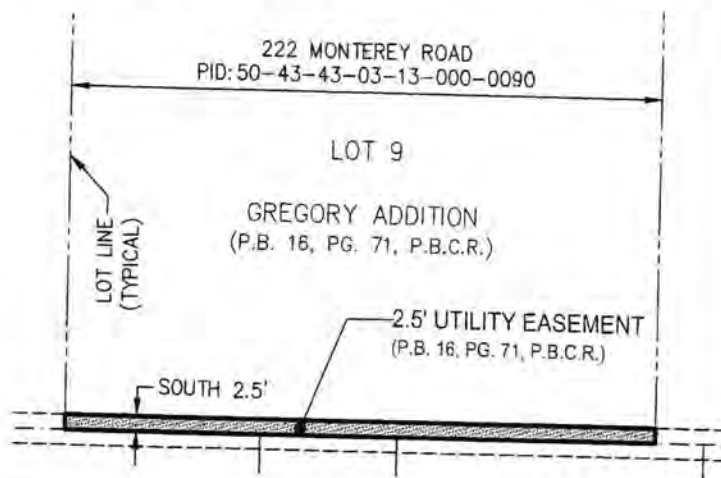 222 MONTEREY ROAD
PID: 50-43-43-03-13-000-0090
LOT 9
GREGORY ADDITION
(P.B. 16, PG. 71, P.B.C.R.)
LOT LINE
(TYPICAL)
2.5' UTILITY EASEMENT
(P.B. 16, PG. 71, P.B.C.R.)
SOUTH 2.5'